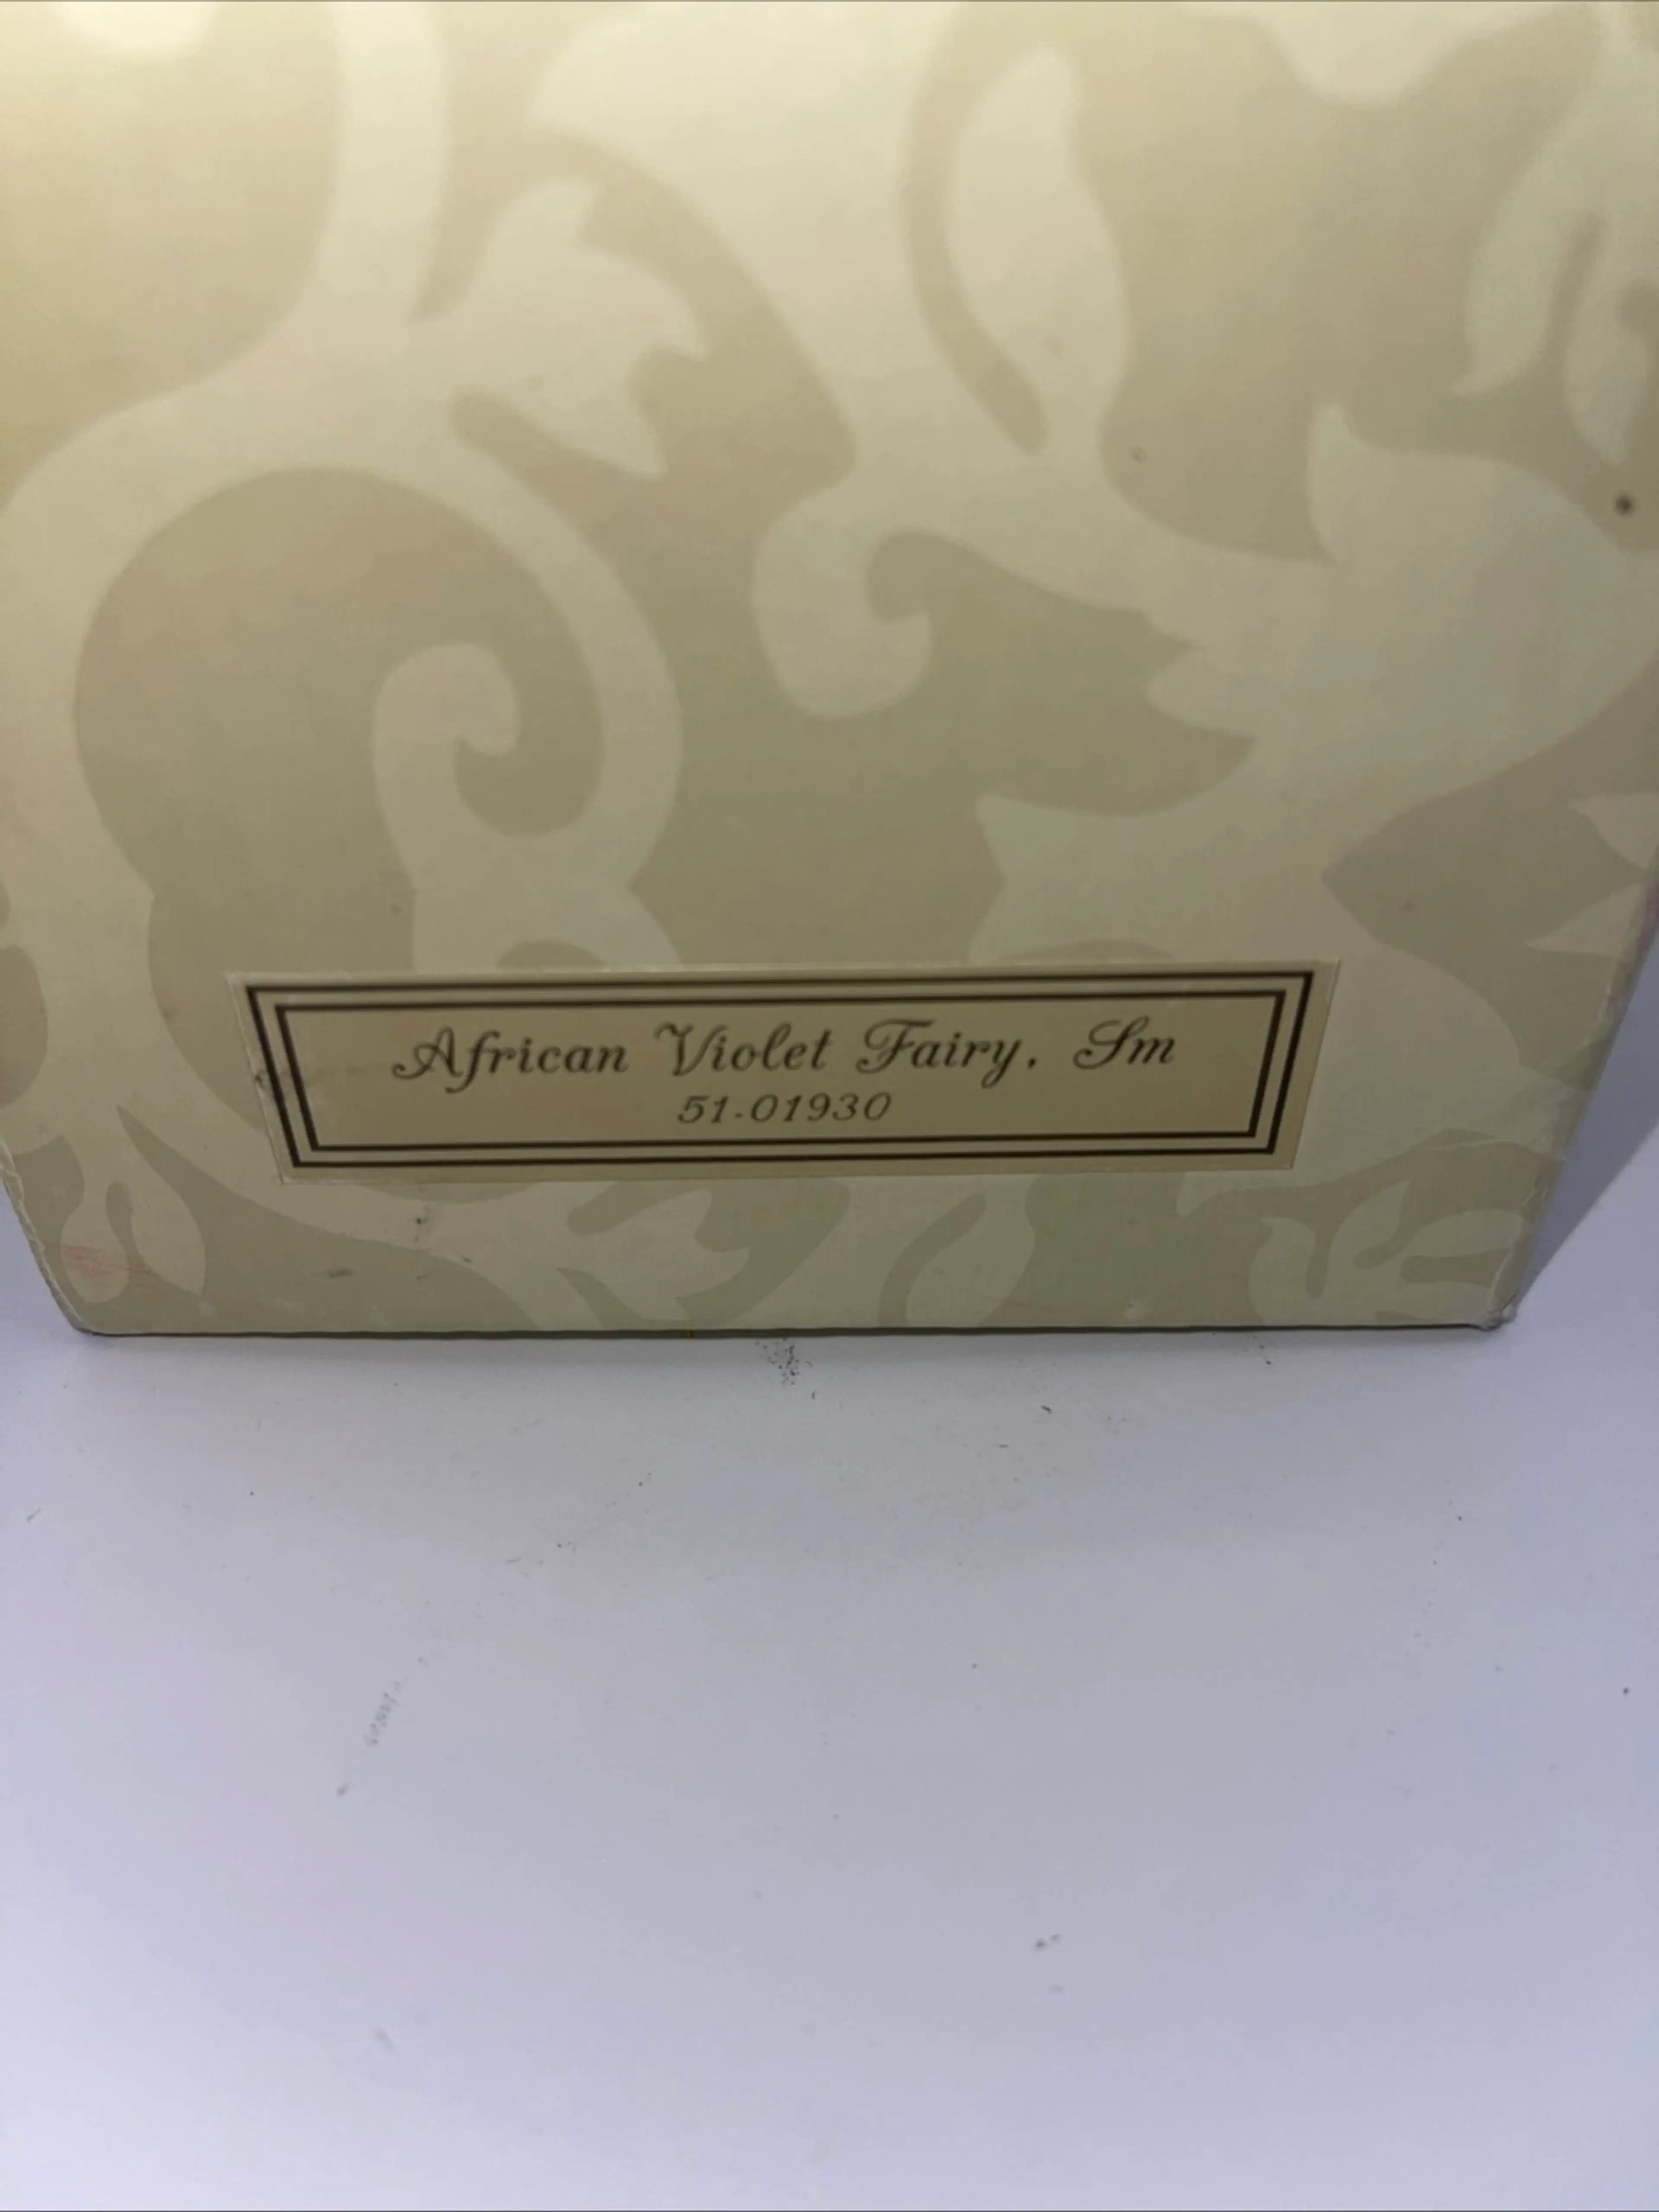 African Violet Fairy, Sm
51-01930